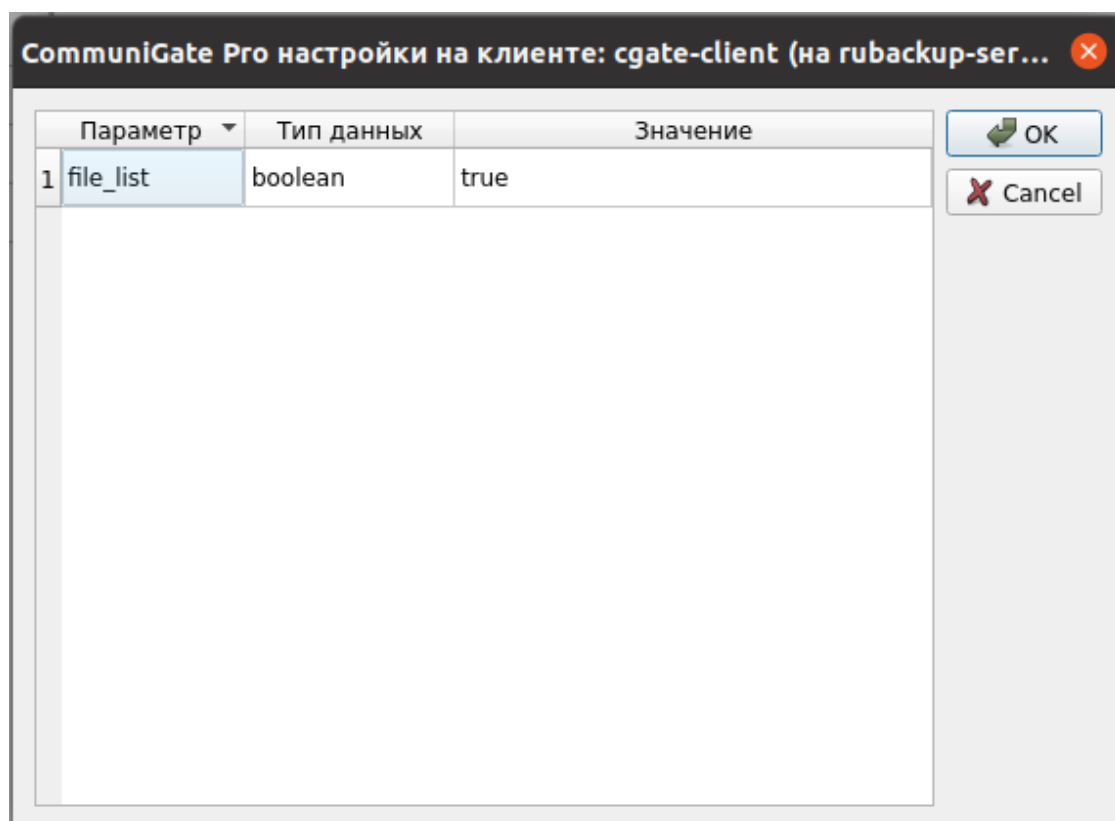 CommuniGate Pro настройки на клиенте: cgate-client (на rubackup-ser...
Параметр Тип данных Значение
OK
1 file_list boolean true
Cancel